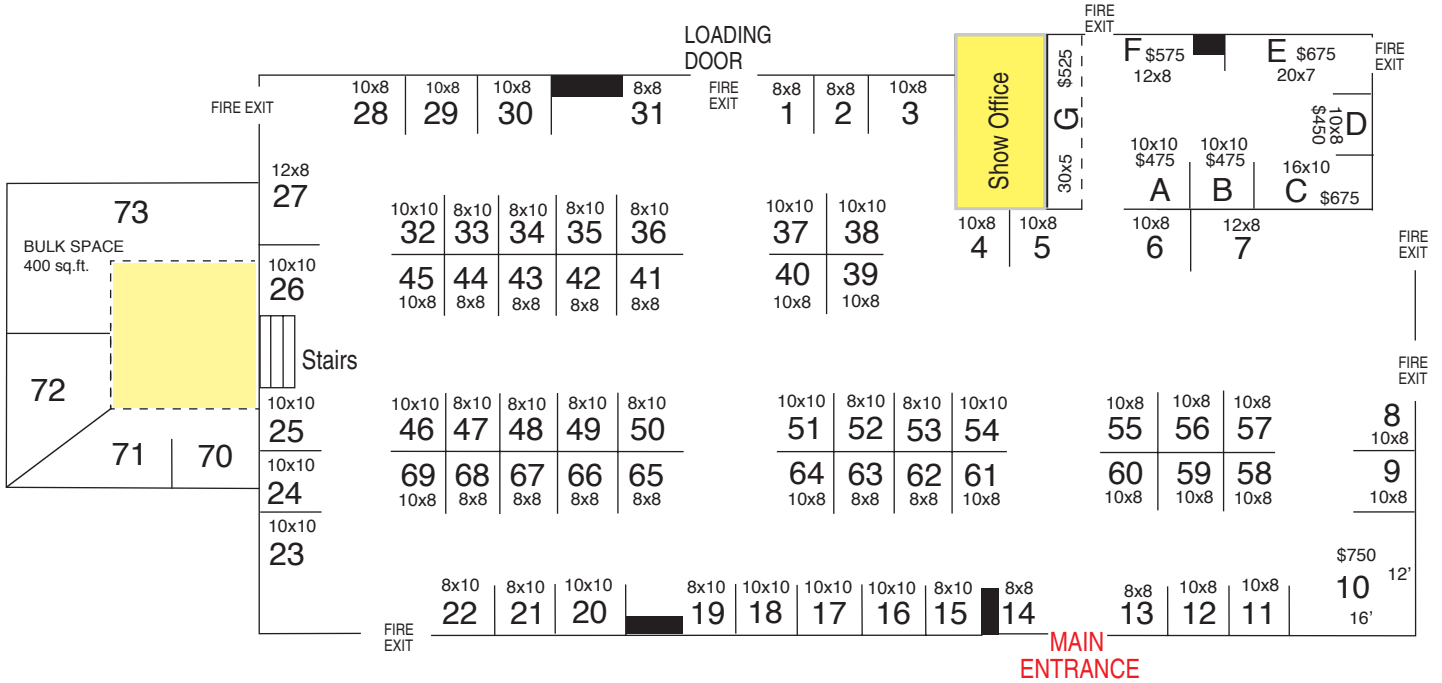 LOADING
DOOR
FIRE
EXIT
FIRE EXIT
10x8
28
10x8
29
10x8
30
8x8
31
FIRE
EXIT
8x8
1
8x8
2
10x8
3
Show Office
G $525
30x5
F $575
12x8
E $675
20x7
FIRE
EXIT
D
10x8
$450
10x10
$475
A
10x10
$475
B
16x10
C $675
12x8
27
73
BULK SPACE
400 sq.ft.
10x10
26
10x10
32
8x10
33
8x10
34
8x10
35
8x10
36
45
10x8
44
8x8
43
8x8
42
8x8
41
8x8
10x10
37
10x10
38
40
10x8
39
10x8
10x8
4
10x8
5
10x8
6
12x8
7
FIRE
EXIT
Stairs
72
71
70
10x10
25
10x10
24
10x10
23
10x10
46
8x10
47
8x10
48
8x10
49
8x10
50
69
10x8
68
8x8
67
8x8
66
8x8
65
8x8
10x10
51
8x10
52
8x10
53
10x10
54
64
10x8
63
8x8
62
8x8
61
10x8
10x8
55
10x8
56
10x8
57
60
10x8
59
10x8
58
10x8
FIRE
EXIT
8
10x8
9
10x8
$750
10 12'
16'
FIRE
EXIT
8x10
22
8x10
21
10x10
20
8x10
19
10x10
18
10x10
17
10x10
16
8x10
15
8x8
14
8x8
13
10x8
12
10x8
11
MAIN
ENTRANCE